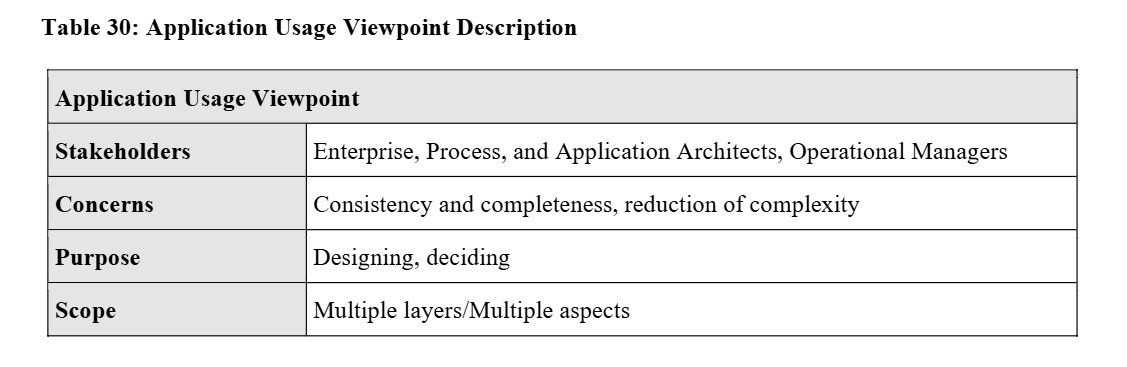 Table 30: Application Usage Viewpoint Description
Application Usage Viewpoint
Stakeholders Enterprise, Process, and Application Architects, Operational Managers
Concerns Consistency and completeness, reduction of complexity
Purpose Designing, deciding
Scope Multiple layers/Multiple aspects